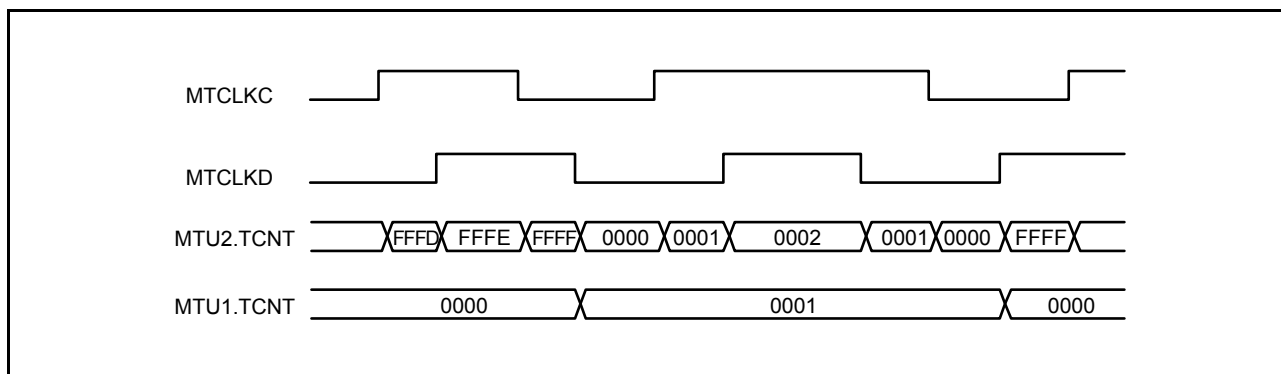 MTCLKC
MTCLKD
MTU2.TCNT FFFD FFFE FFFF 0000 0001 0002 0001 0000 FFFF
MTU1.TCNT 0000 0001 0000